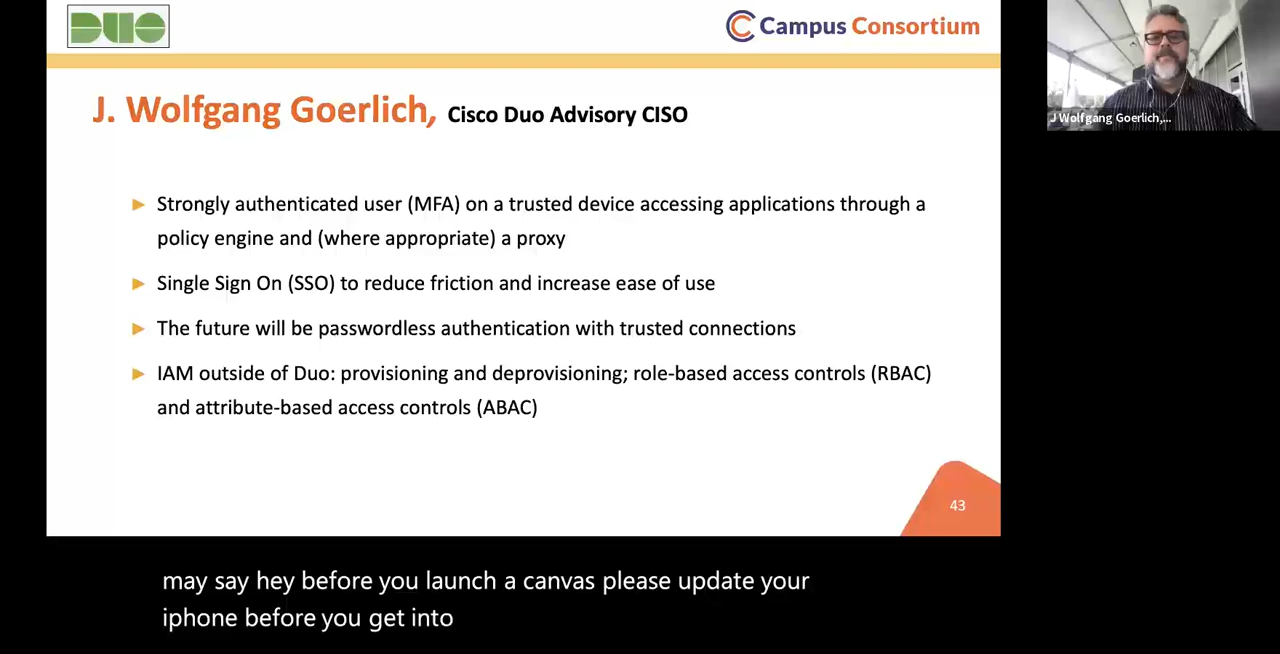 DUO
Campus Consortium
J. Wolfgang Goerlich, Cisco Duo Advisory CISO
J Wolfgang Goerlich,...
Strongly authenticated user (MFA) on a trusted device accessing applications through a
policy engine and (where appropriate) a proxy
Single Sign On (SSO) to reduce friction and increase ease of use
The future will be passwordless authentication with trusted connections
IAM outside of Duo: provisioning and deprovisioning; role-based access controls (RBAC)
and attribute-based access controls (ABAC)
43
may say hey before you launch a canvas please update your
iphone before you get into